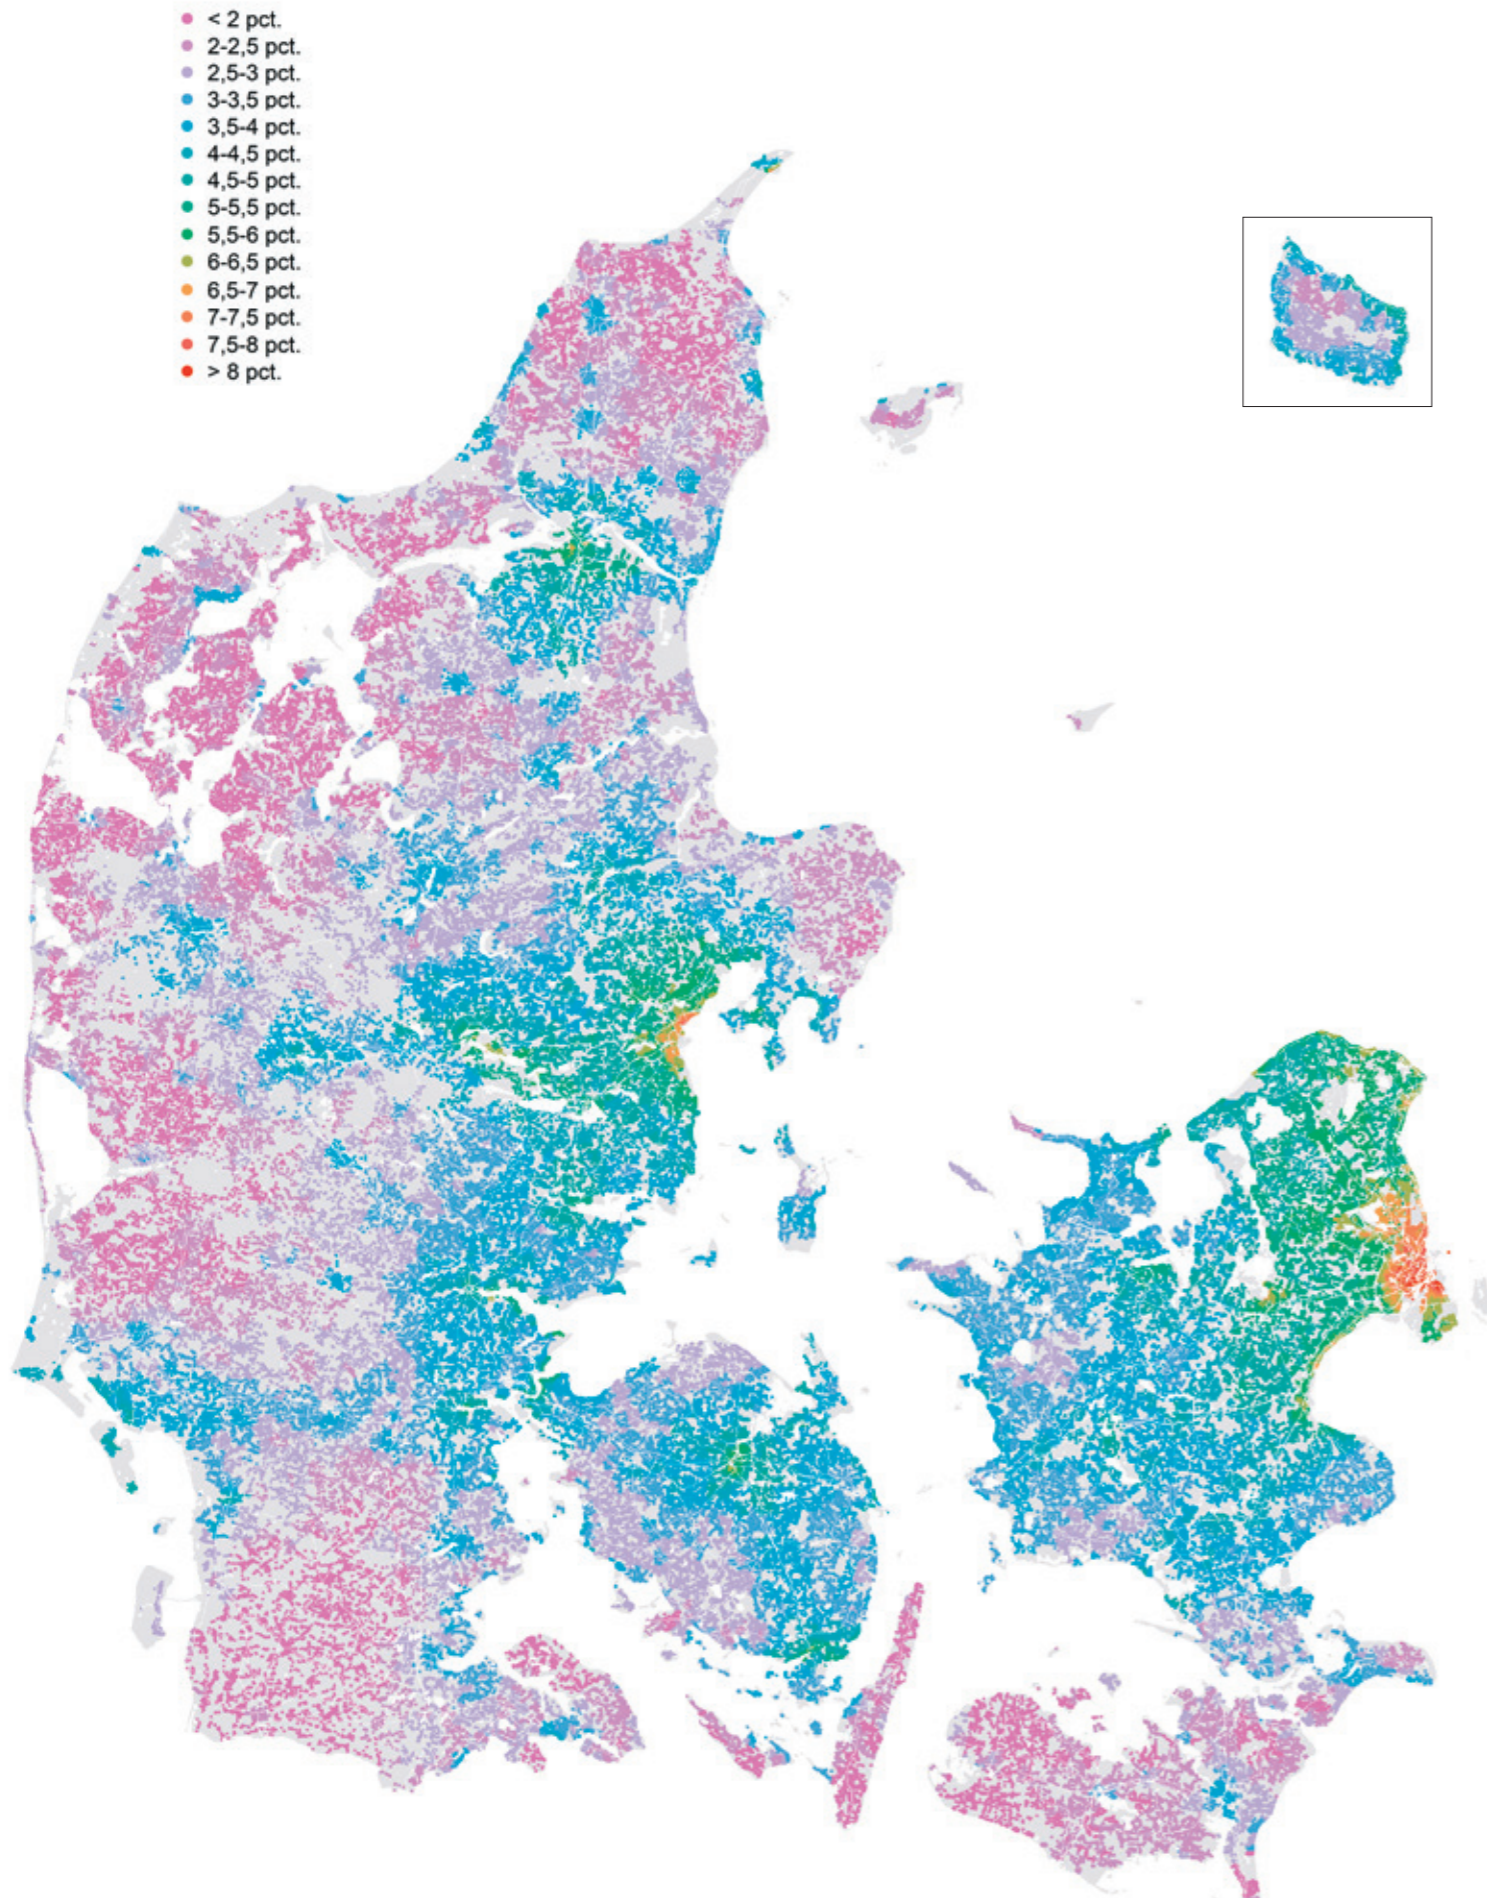 < 2 pct.
2-2,5 pct.
2,5-3 pct.
3-3,5 pct.
3,5-4 pct.
4-4,5 pct.
4,5-5 pct.
5-5,5 pct.
5,5-6 pct.
6-6,5 pct.
6,5-7 pct.
7-7,5 pct.
7,5-8 pct.
> 8 pct.